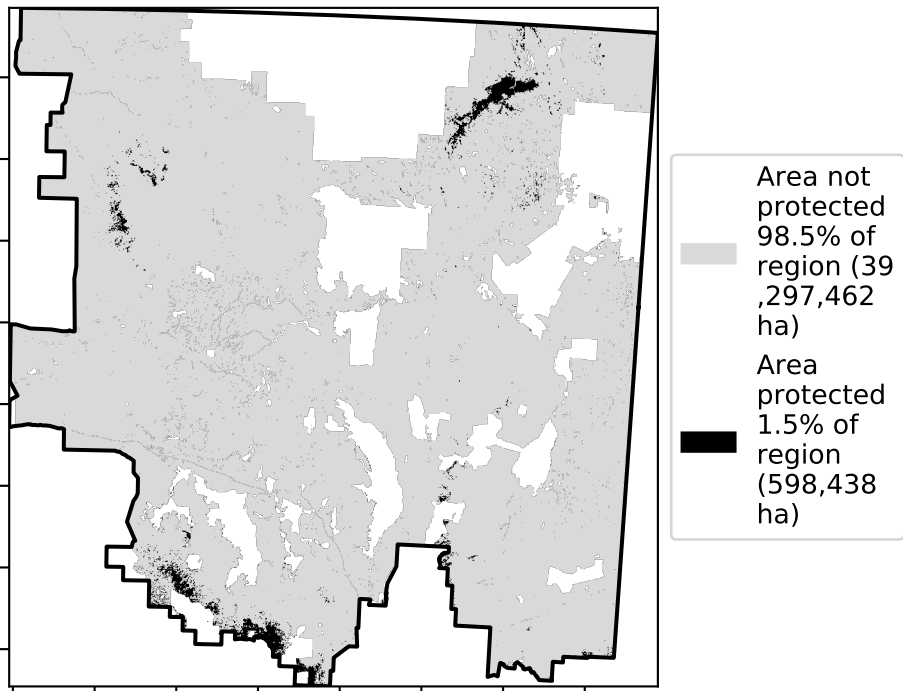 Area not
protected
98.5% of
region (39
,297,462
ha)
Area
protected
1.5% of
region
(598,438
ha)